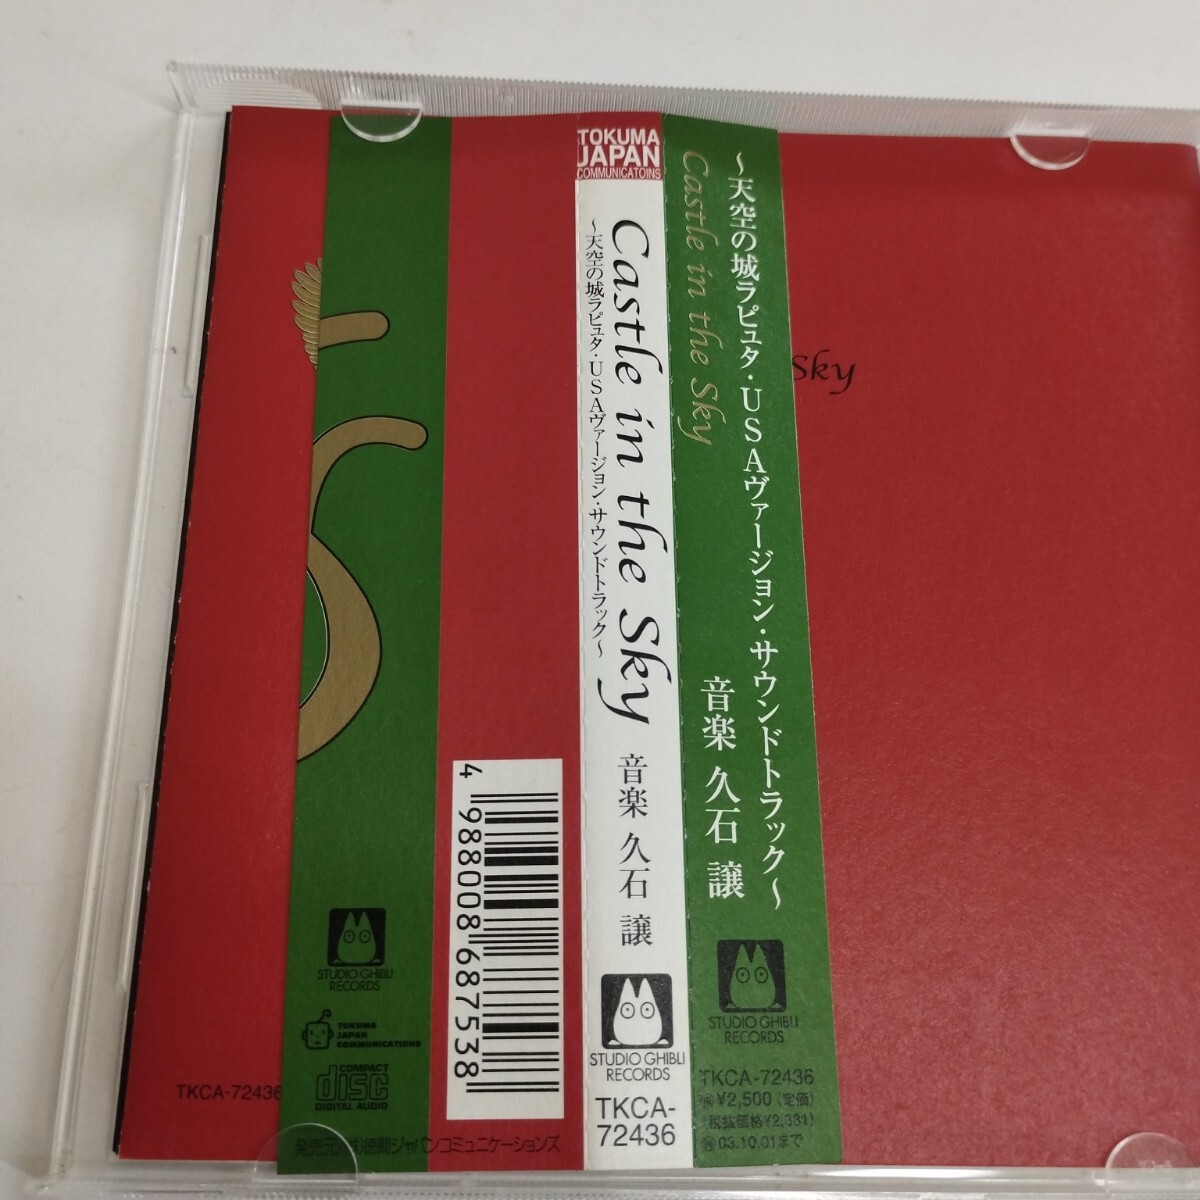 TKCA-72436
STUDIO GHIBLI
RECORDS
TOKUMA
JAPAN
COMMUNICATIONS
COMPACT
disc
DIGITAL AUDIO
発売元:(株)徳間ジャパンコミュニケーションズ
4 988008 687538
TOKUMA
JAPAN
COMMUNICATOINS
Castle in the Sky
〜天空の城ラピュタ・USAヴァージョン・サウンドトラック〜
音楽 久石 譲
STUDIO GHIBLI
RECORDS
TKCA-
72436
〜天空の城ラピュタ・USAヴァージョン・サウンドトラック〜
Castle in the Sky
音楽 久石 譲
STUDIO GHIBLI
RECORDS
TKCA-72436
¥2,500(定価)
(税抜価格¥2,381)
03.10.01まで
Sky